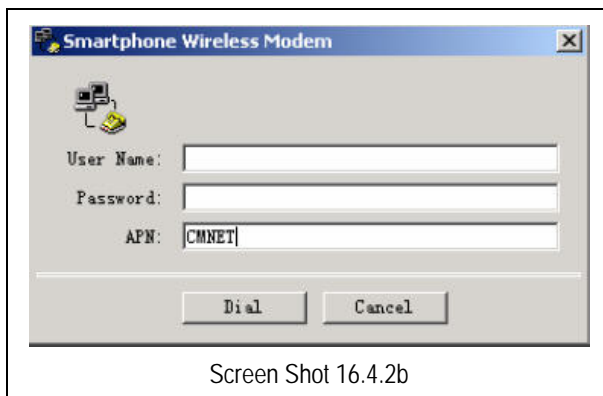 Smartphone Wireless Modem
User Name:
Password:
APN: CMNET
Dial Cancel
Screen Shot 16.4.2b